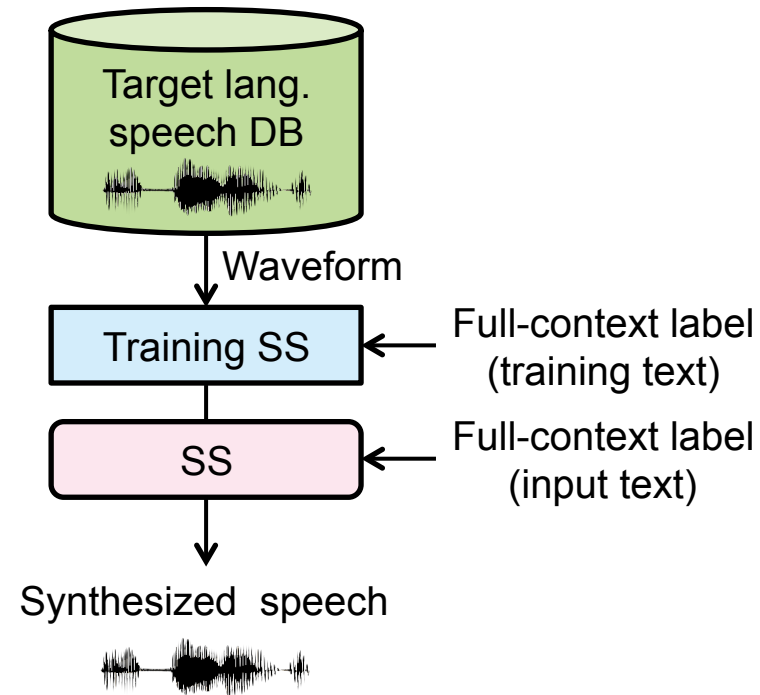 Target lang.
speech DB
Waveform
Training SS
Full-context label
(training text)
SS
Full-context label
(input text)
Synthesized speech